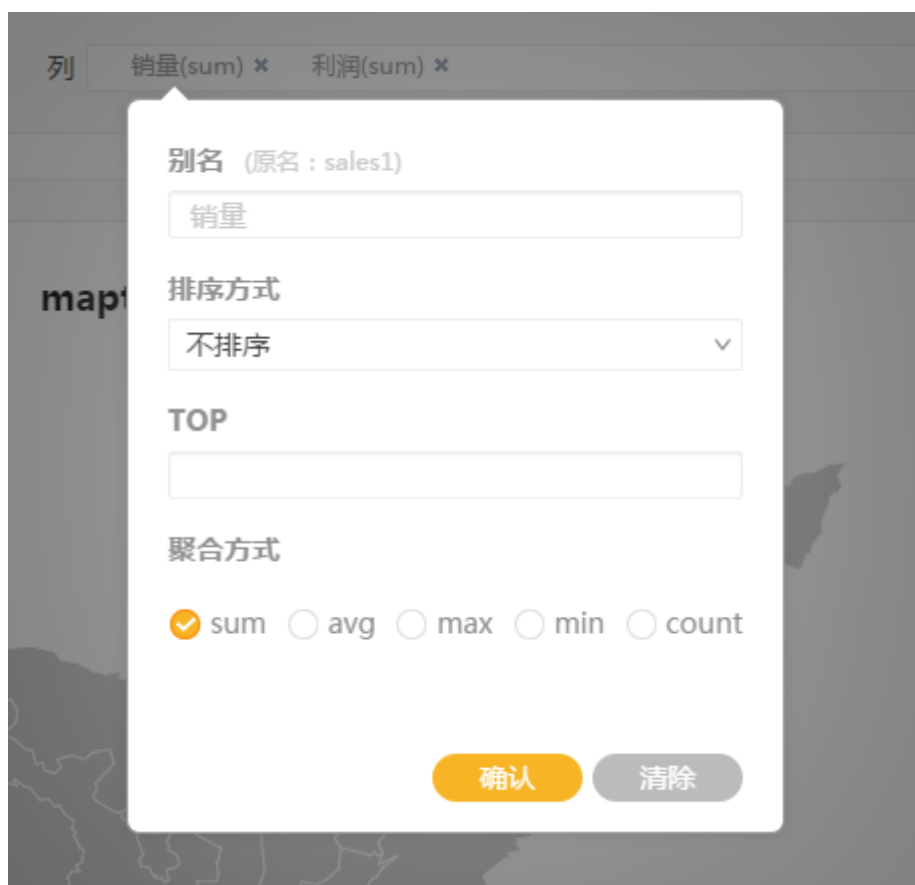 列 销量(sum) × 利润(sum) ×
别名 (原名：sales1)
销量
排序方式
mapt
不排序
TOP
聚合方式
sum avg max min count
确认 清除